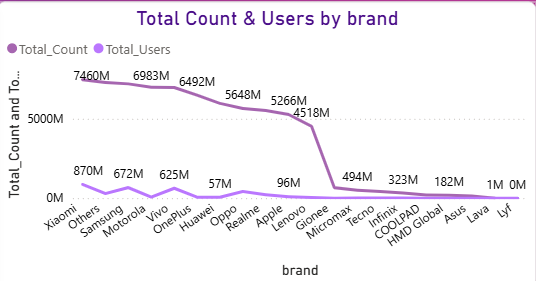 Total Count & Users by brand
Total_Count Total_Users
Total_Count and To...
5000M
0M
7460M 6983M 6492M 5648M 5266M 4518M 494M 323M 182M 1M 0M
870M 672M 625M 57M 96M
Xiaomi Others Samsung Motorola Vivo OnePlus Huawei Oppo Realme Apple Lenovo Gionee Micromax Tecno Infinix COOLPAD HMD Global Asus Lava Lyf
brand